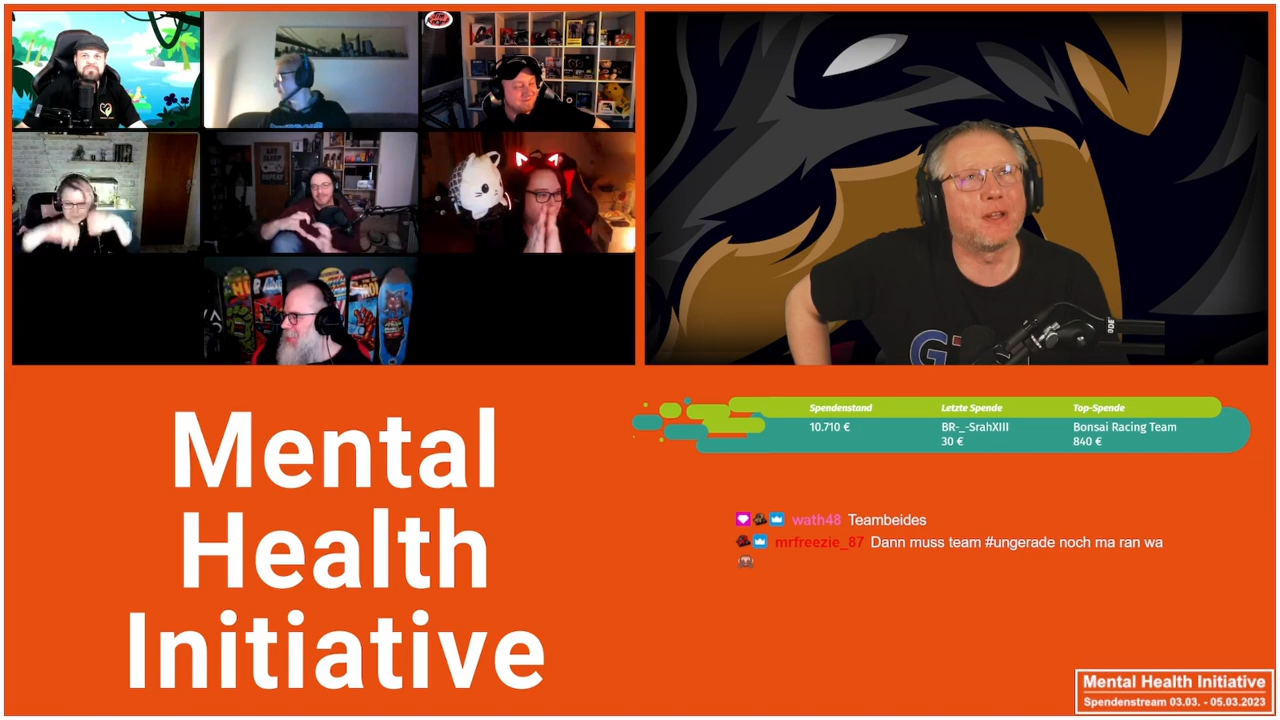 Mental
Health
Initiative
Spendenstand
Letzte Spende
Top-Spende
10.710 €
BR-_-SrahXIII
30 €
Bonsai Racing Team
840 €
wath48 Teambeides
mrfreezie_87 Dann muss team #ungerade noch ma ran wa
Mental Health Initiative
Spendenstream 03.03. - 05.03.2023